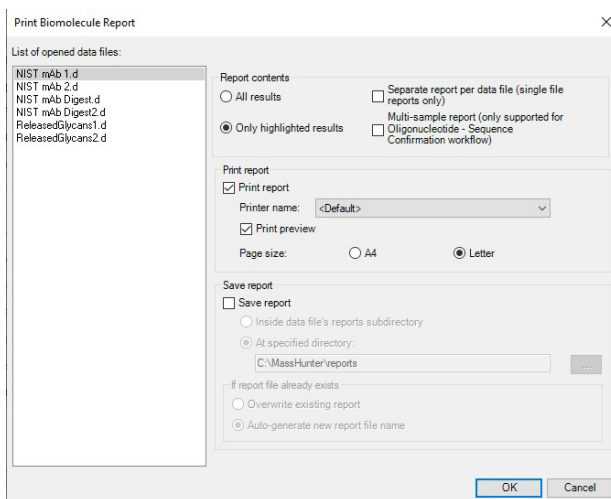 Print Biomolecule Report
List of opened data files:
NIST mAb 1.d
NIST mAb 2.d
NIST mAb Digest.d
NIST mAb Digest2.d
ReleasedGlycans1.d
ReleasedGlycans2.d
Report contents
All results
Only highlighted results
Separate report per data file (single file
reports only)
Multi-sample report (only supported for
Oligonucleotide - Sequence
Confirmation workflow)
Print report
Print report
Printer name:
<Default>
Print preview
Page size:
A4
Letter
Save report
Save report
Inside data file's reports subdirectory
At specified directory:
C:\MassHunter\reports
...
If report file already exists
Overwrite existing report
Auto-generate new report file name
OK
Cancel